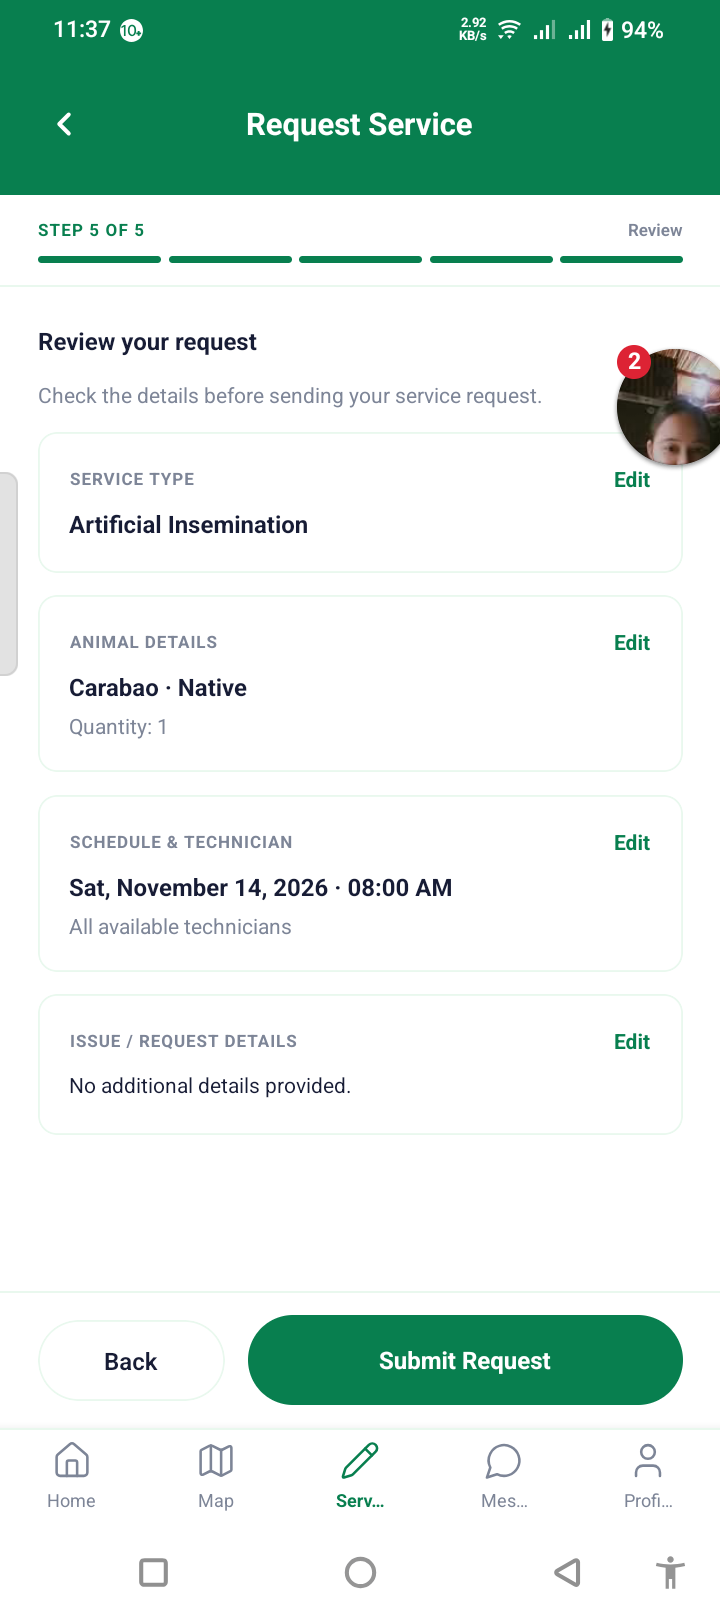 11:37 10+ 2.92 KB/s 94%
Request Service
STEP 5 OF 5 Review
Review your request
2
Check the details before sending your service request.
SERVICE TYPE Edit
Artificial Insemination
ANIMAL DETAILS Edit
Carabao · Native
Quantity: 1
SCHEDULE & TECHNICIAN Edit
Sat, November 14, 2026 · 08:00 AM
All available technicians
ISSUE / REQUEST DETAILS Edit
No additional details provided.
Back Submit Request
Home Map Serv... Mes... Profi...